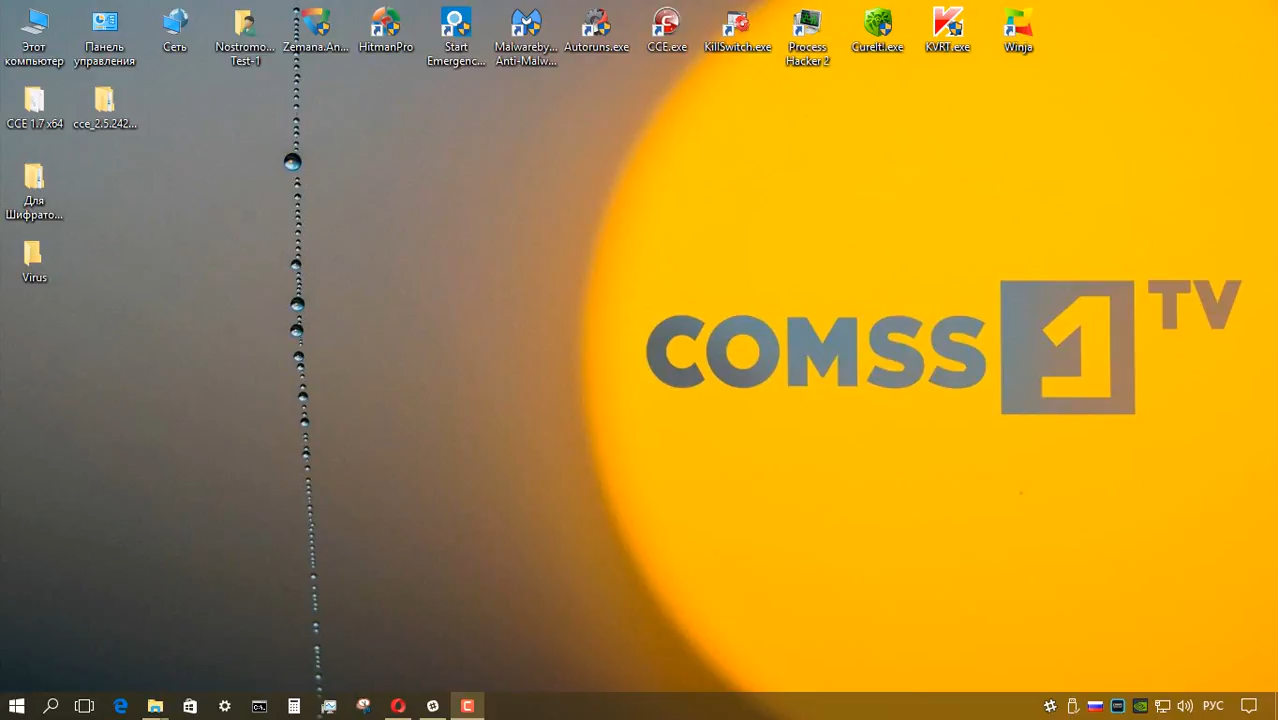 Этот
компьютер
Панель
управления
Сеть
Nostromo...
Test-1
Zemana.An...
HitmanPro
Start
Emergenc...
Malwareby...
Anti-Malw...
Autoruns.exe
CCE.exe
KillSwitch.exe
Process
Hacker 2
CureIt!.exe
KVRT.exe
Winja
CCE 1.7 x64
cce_2.5.242...
Для
Шифрато...
Virus
COMSS 1 TV
РУС